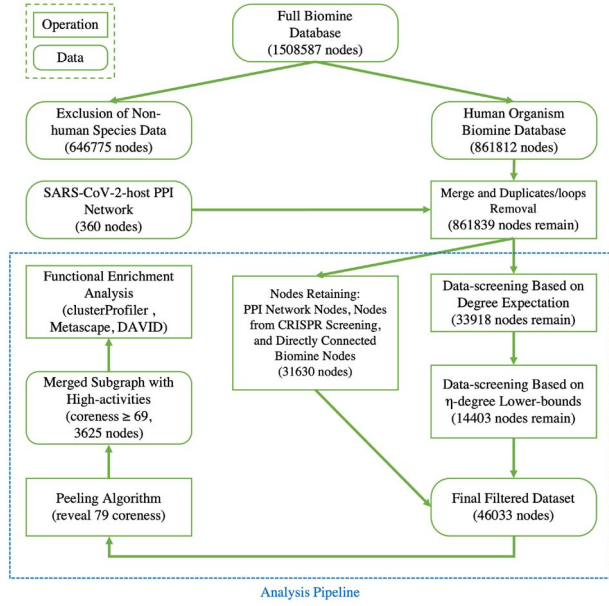 Operation
Data
Full Biomine
Database
(1508587 nodes)
Exclusion of Non-
human Species Data
(646775 nodes)
Human Organism
Biomine Database
(861812 nodes)
SARS-CoV-2-host PPI
Network
(360 nodes)
Merge and Duplicates/loops
Removal
(861839 nodes remain)
Functional Enrichment
Analysis
(clusterProfiler ,
Metascape, DAVID)
Nodes Retaining:
PPI Network Nodes, Nodes
from CRISPR Screening,
and Directly Connected
Biomine Nodes
(31630 nodes)
Data-screening Based on
Degree Expectation
(33918 nodes remain)
Merged Subgraph with
High-activities
(coreness ≥ 69,
3625 nodes)
Data-screening Based on
η-degree Lower-bounds
(14403 nodes remain)
Peeling Algorithm
(reveal 79 coreness)
Final Filtered Dataset
(46033 nodes)
Analysis Pipeline